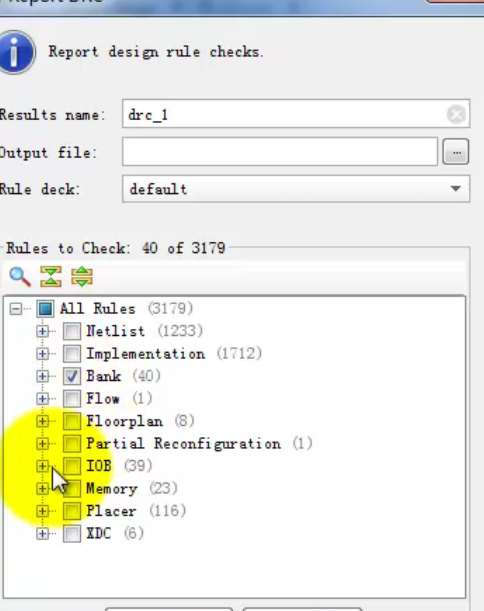 Report DRC
Report design rule checks.
Results name: drc_1
Output file: ...
Rule deck: default
Rules to Check: 40 of 3179
All Rules (3179)
Netlist (1233)
Implementation (1712)
Bank (40)
Flow (1)
Floorplan (8)
Partial Reconfiguration (1)
IOB (39)
Memory (23)
Placer (116)
XDC (6)